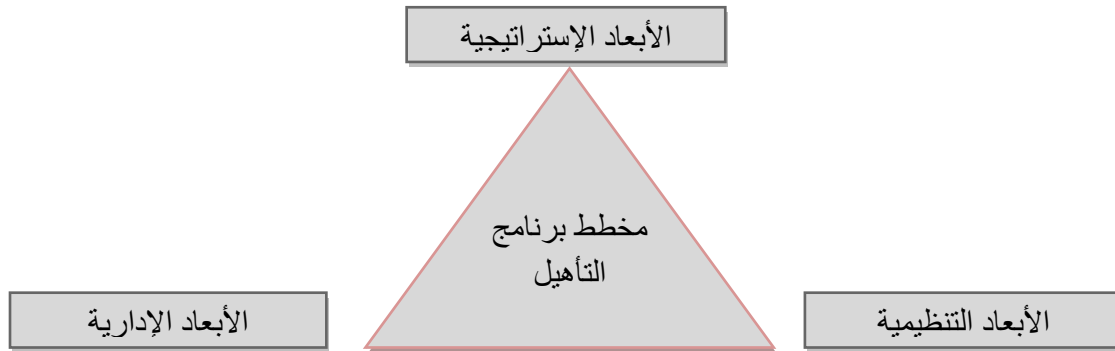 الأبعاد الإستراتيجية
مخطط برنامج
التأهيل
الأبعاد التنظيمية
الأبعاد الإدارية